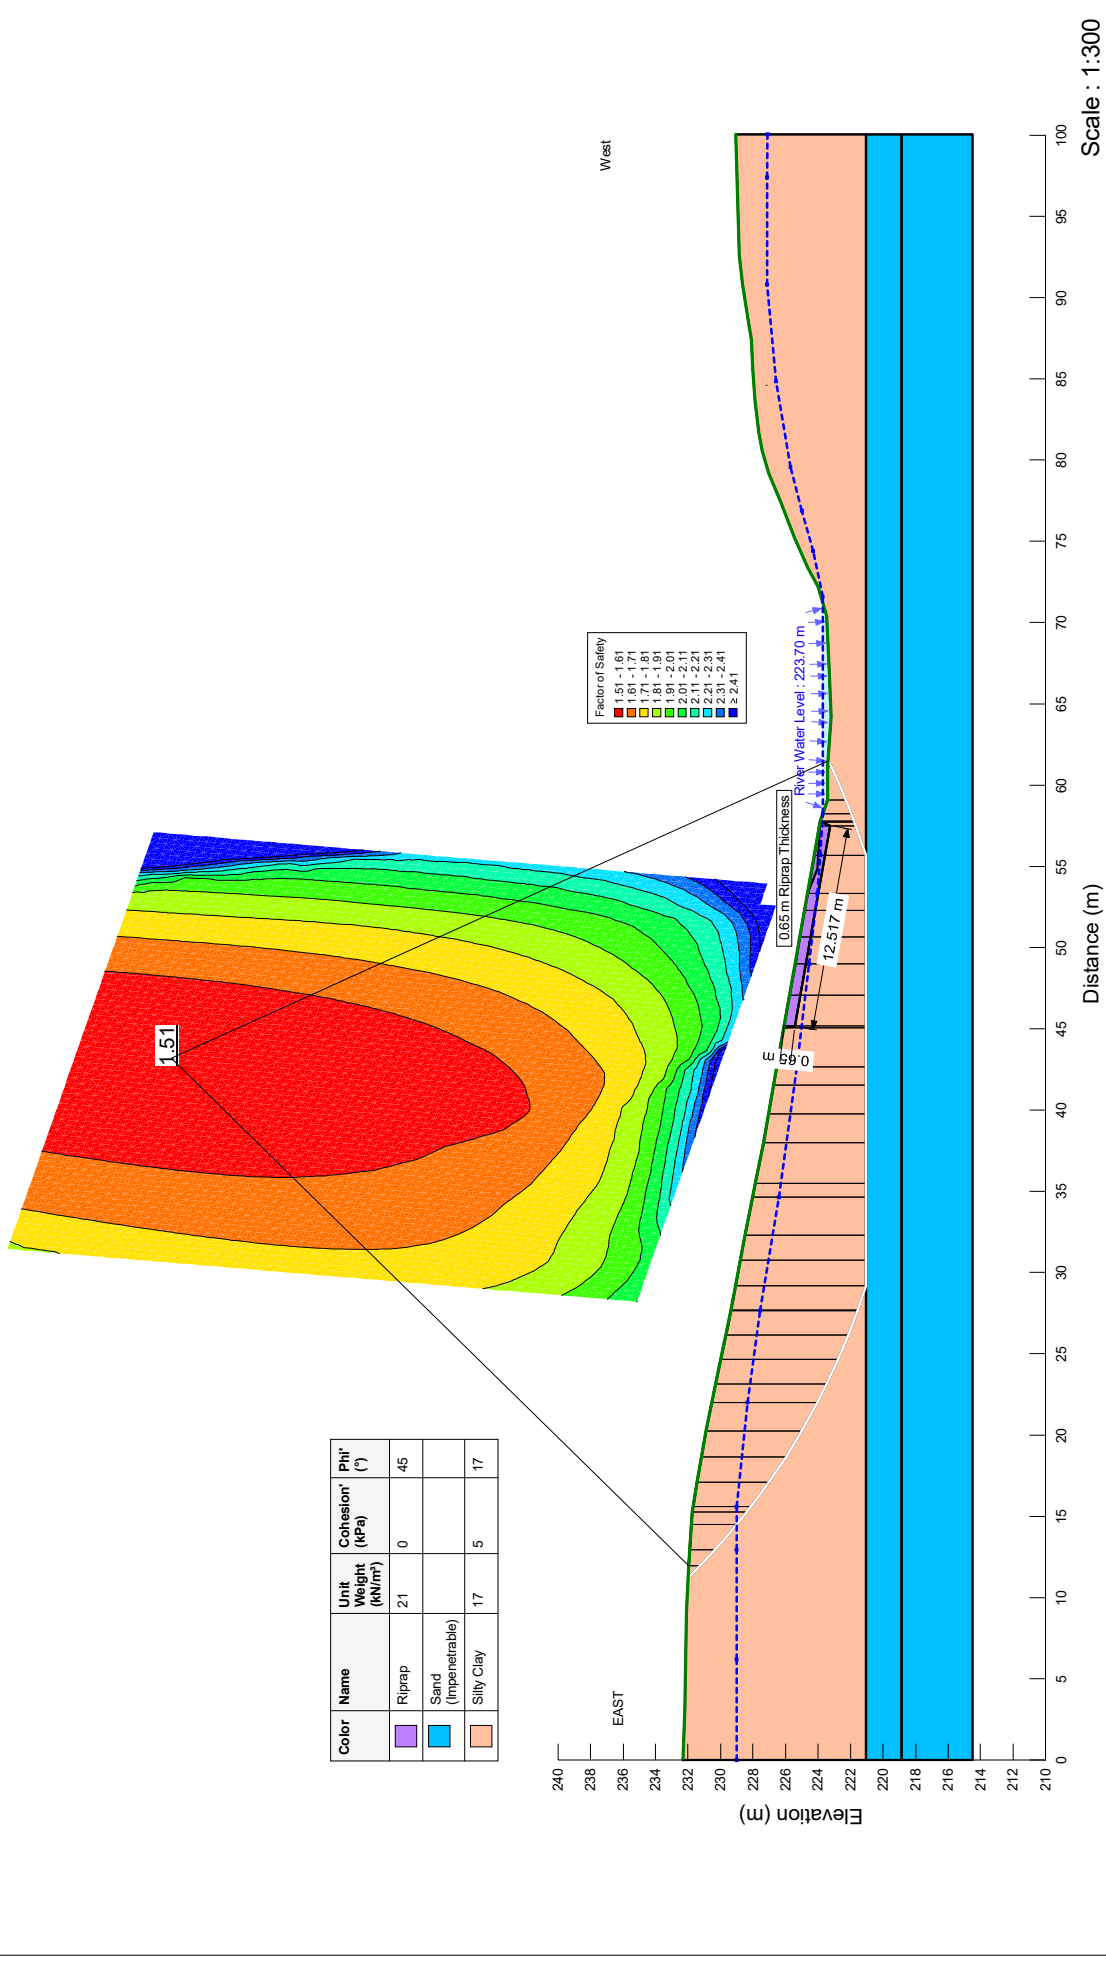 1.51
Color Name Unit Weight (kN/m³) Cohesion' (kPa) Phi' (°)
Riprap 21 0 45
Sand (Impenetrable)
Silty Clay 17 5 17
Factor of Safety
1.51 - 1.61
1.61 - 1.71
1.71 - 1.81
1.81 - 1.91
1.91 - 2.01
2.01 - 2.11
2.11 - 2.21
2.21 - 2.31
2.31 - 2.41
≥ 2.41
EAST
West
0.65 m Riprap Thickness
River Water Level : 223.70 m
0.65 m
12.517 m
Elevation (m)
240
238
236
234
232
230
228
226
224
222
220
218
216
214
212
210
0 5 10 15 20 25 30 35 40 45 50 55 60 65 70 75 80 85 90 95 100
Distance (m)
Scale : 1:300